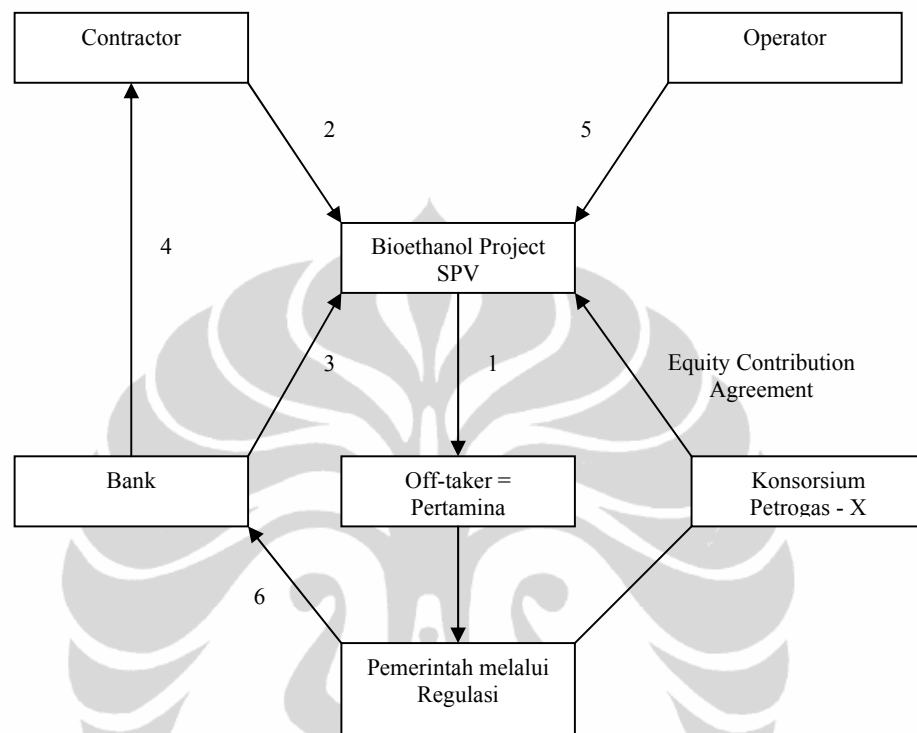 Contractor
Operator
2
5
4
Bioethanol Project
SPV
3
1
Equity Contribution
Agreement
Bank
Off-taker =
Pertamina
Konsorsium
Petrogas - X
6
Pemerintah melalui
Regulasi